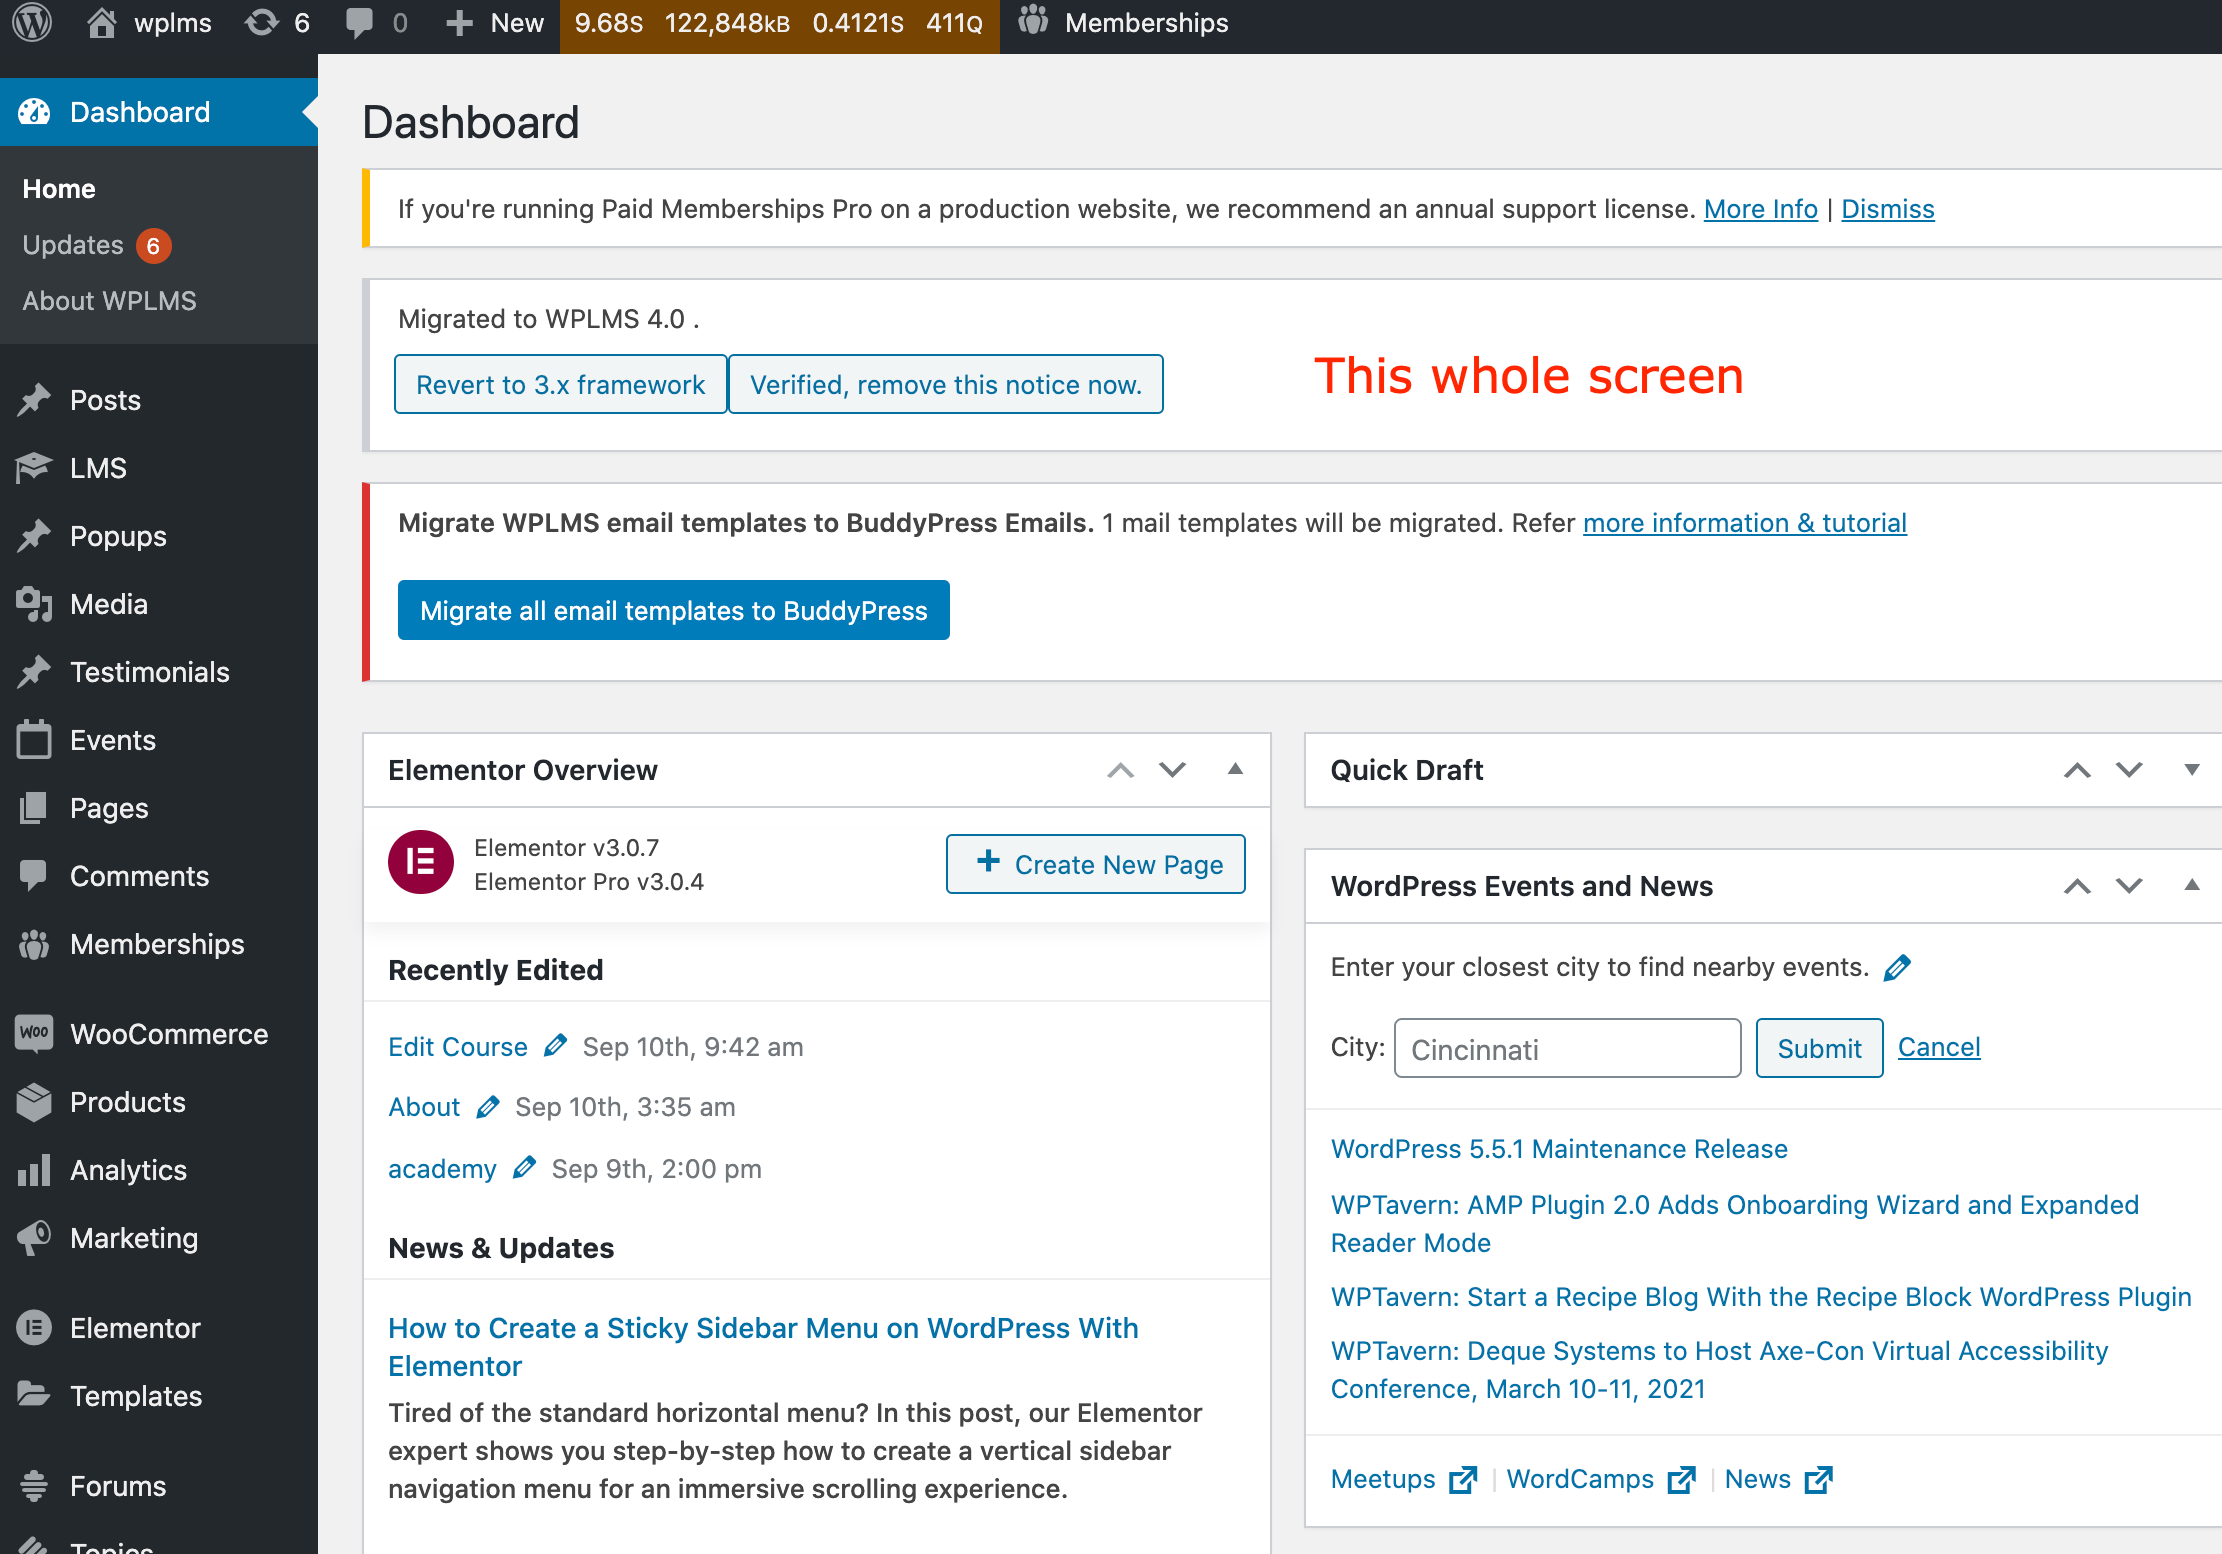 wplms 6 0 New 9.68S 122,848kB 0.4121S 411Q Memberships
Dashboard
Home
Updates 6
About WPLMS
Posts
LMS
Popups
Media
Testimonials
Events
Pages
Comments
Memberships
Woo WooCommerce
Products
Analytics
Marketing
Elementor
Templates
Forums
Topics
Dashboard
If you're running Paid Memberships Pro on a production website, we recommend an annual support license. More Info | Dismiss
Migrated to WPLMS 4.0 .
Revert to 3.x framework Verified, remove this notice now.
This whole screen
Migrate WPLMS email templates to BuddyPress Emails. 1 mail templates will be migrated. Refer more information & tutorial
Migrate all email templates to BuddyPress
Elementor Overview
Elementor v3.0.7
Elementor Pro v3.0.4
+ Create New Page
Recently Edited
Edit Course Sep 10th, 9:42 am
About Sep 10th, 3:35 am
academy Sep 9th, 2:00 pm
News & Updates
How to Create a Sticky Sidebar Menu on WordPress With
Elementor
Tired of the standard horizontal menu? In this post, our Elementor
expert shows you step-by-step how to create a vertical sidebar
navigation menu for an immersive scrolling experience.
Quick Draft
WordPress Events and News
Enter your closest city to find nearby events.
City: Cincinnati Submit Cancel
WordPress 5.5.1 Maintenance Release
WPTavern: AMP Plugin 2.0 Adds Onboarding Wizard and Expanded
Reader Mode
WPTavern: Start a Recipe Blog With the Recipe Block WordPress Plugin
WPTavern: Deque Systems to Host Axe-Con Virtual Accessibility
Conference, March 10-11, 2021
Meetups | WordCamps | News